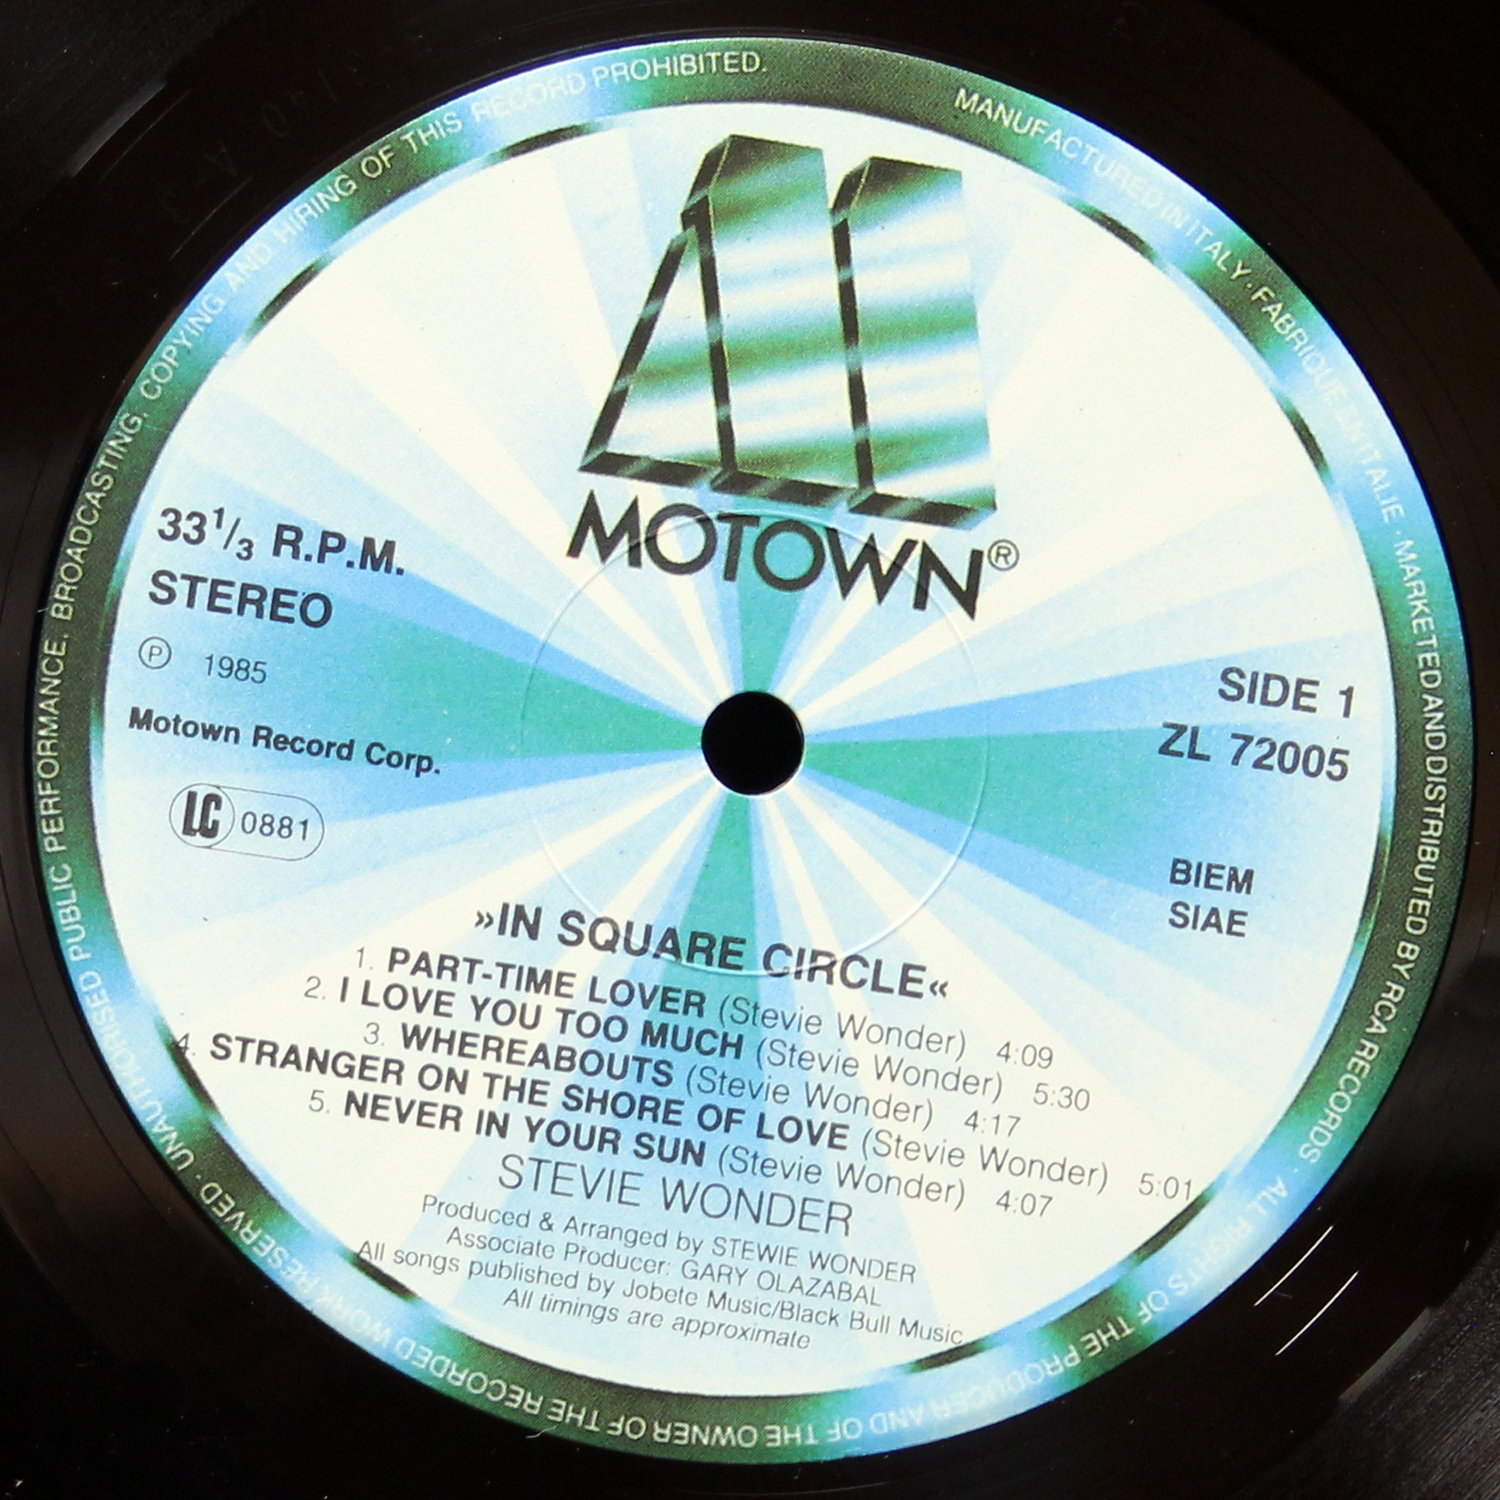 MANUFACTURED IN ITALY · FABRIQUE EN ITALIE · MARKETED AND DISTRIBUTED BY RCA RECORDS · ALL RIGHTS OF THE PRODUCER AND OF THE OWNER OF THE RECORDED WORK RESERVED · UNAUTHORISED PUBLIC PERFORMANCE, BROADCASTING, COPYING AND HIRING OF THIS RECORD PROHIBITED.
MOTOWN®
33 1/3 R.P.M.
STEREO
℗ 1985
Motown Record Corp.
LC 0881
SIDE 1
ZL 72005
BIEM
SIAE
»IN SQUARE CIRCLE«
1. PART-TIME LOVER (Stevie Wonder) 4:09
2. I LOVE YOU TOO MUCH (Stevie Wonder) 5:30
3. WHEREABOUTS (Stevie Wonder) 4:17
4. STRANGER ON THE SHORE OF LOVE (Stevie Wonder) 5:01
5. NEVER IN YOUR SUN (Stevie Wonder) 4:07
STEVIE WONDER
Produced & Arranged by STEWIE WONDER
Associate Producer: GARY OLAZABAL
All songs published by Jobete Music/Black Bull Music
All timings are approximate